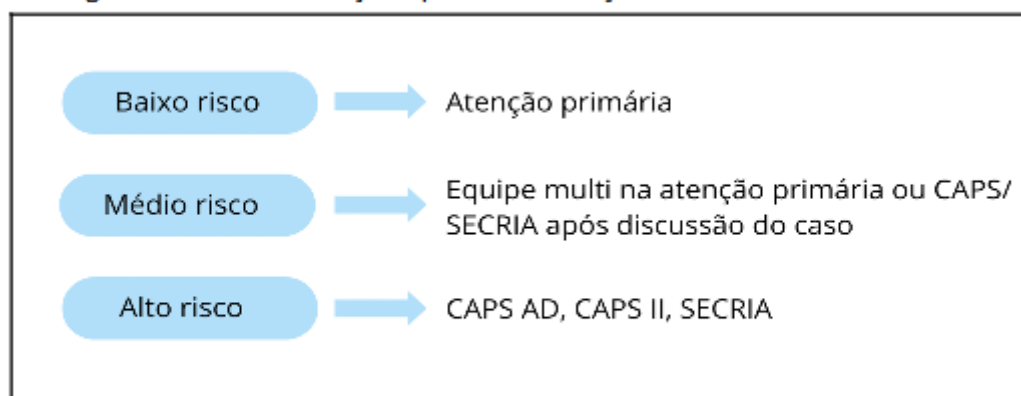 Baixo risco
Atenção primária
Médio risco
Equipe multi na atenção primária ou CAPS/
SECRIA após discussão do caso
Alto risco
CAPS AD, CAPS II, SECRIA